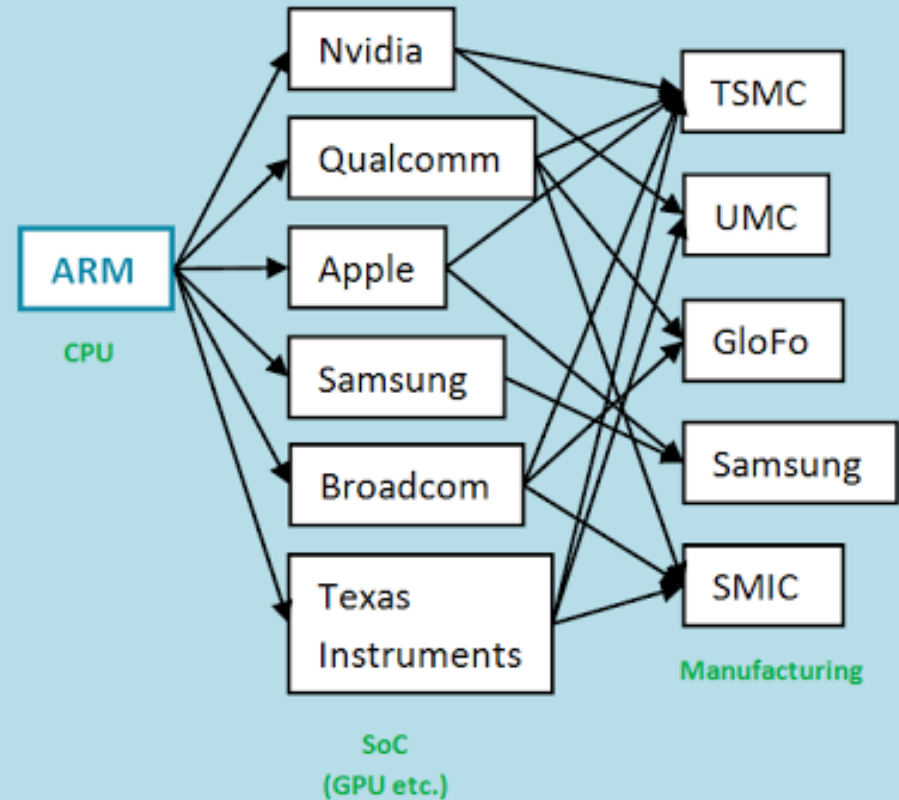 ARM
CPU
Nvidia
Qualcomm
Apple
Samsung
Broadcom
Texas
Instruments
SoC
(GPU etc.)
TSMC
UMC
GloFo
Samsung
SMIC
Manufacturing